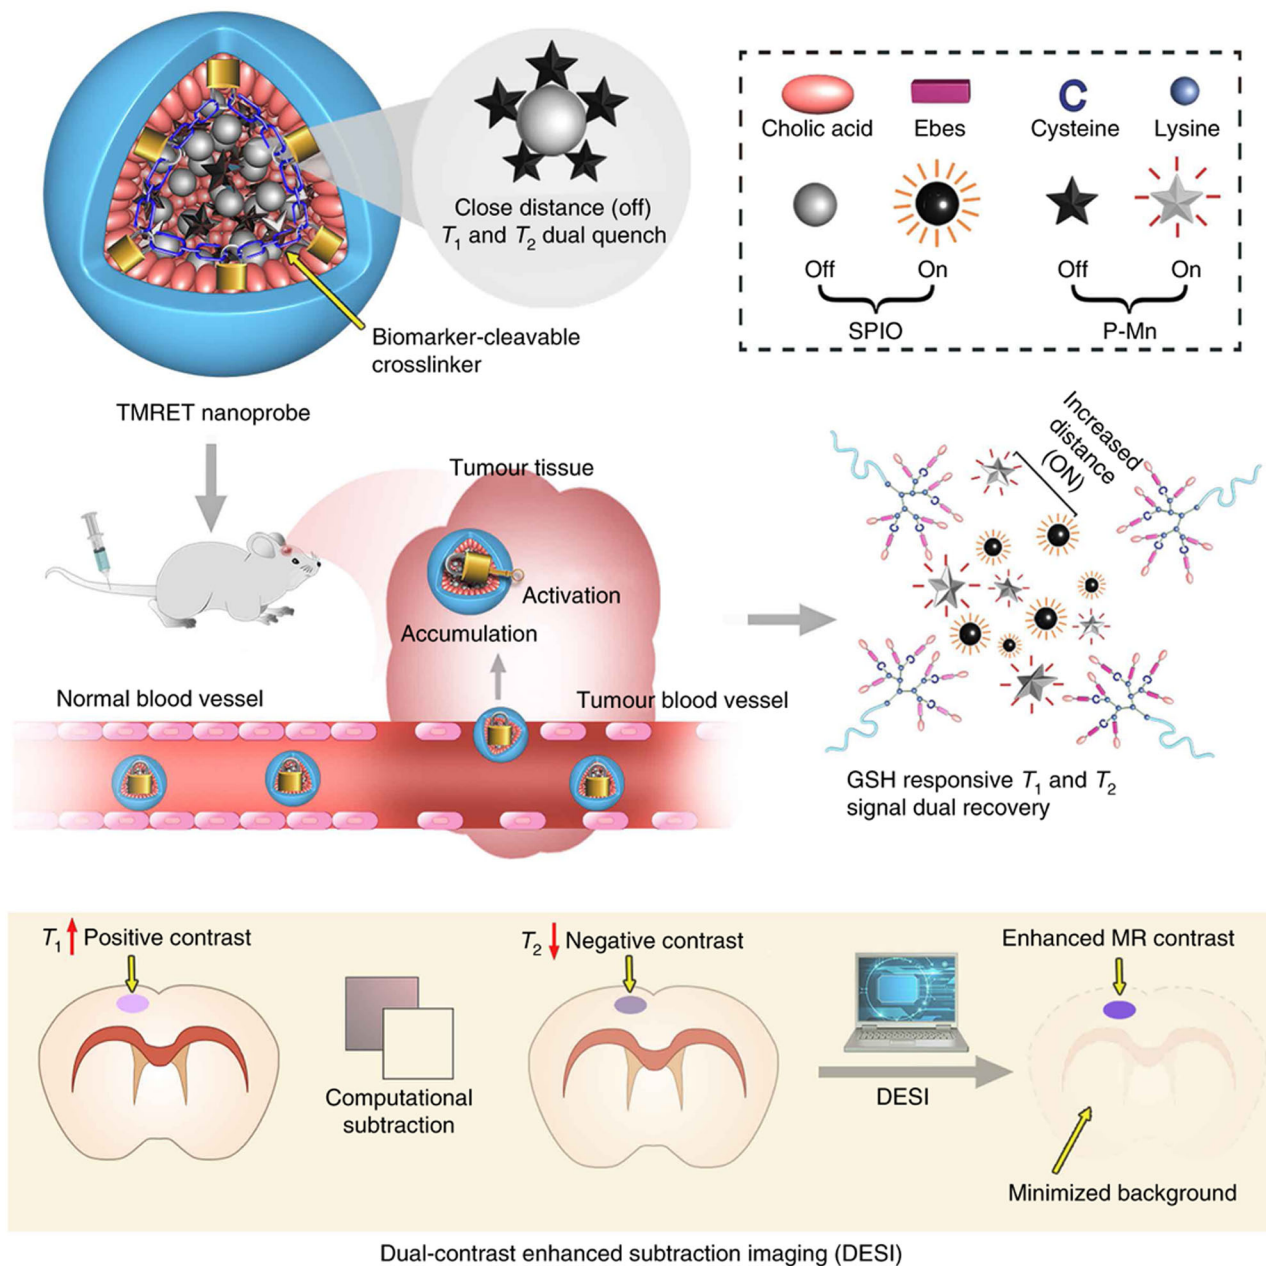 Close distance (off)
T1 and T2 dual quench
Biomarker-cleavable
crosslinker
TMRET nanoprobe
Cholic acid
Ebes
C
Cysteine
Lysine
Off
On
Off
On
SPIO
P-Mn
Tumour tissue
Activation
Accumulation
Normal blood vessel
Tumour blood vessel
Increased
distance
(ON)
GSH responsive T1 and T2
signal dual recovery
T1 Positive contrast
Computational
subtraction
T2 Negative contrast
DESI
Enhanced MR contrast
Minimized background
Dual-contrast enhanced subtraction imaging (DESI)